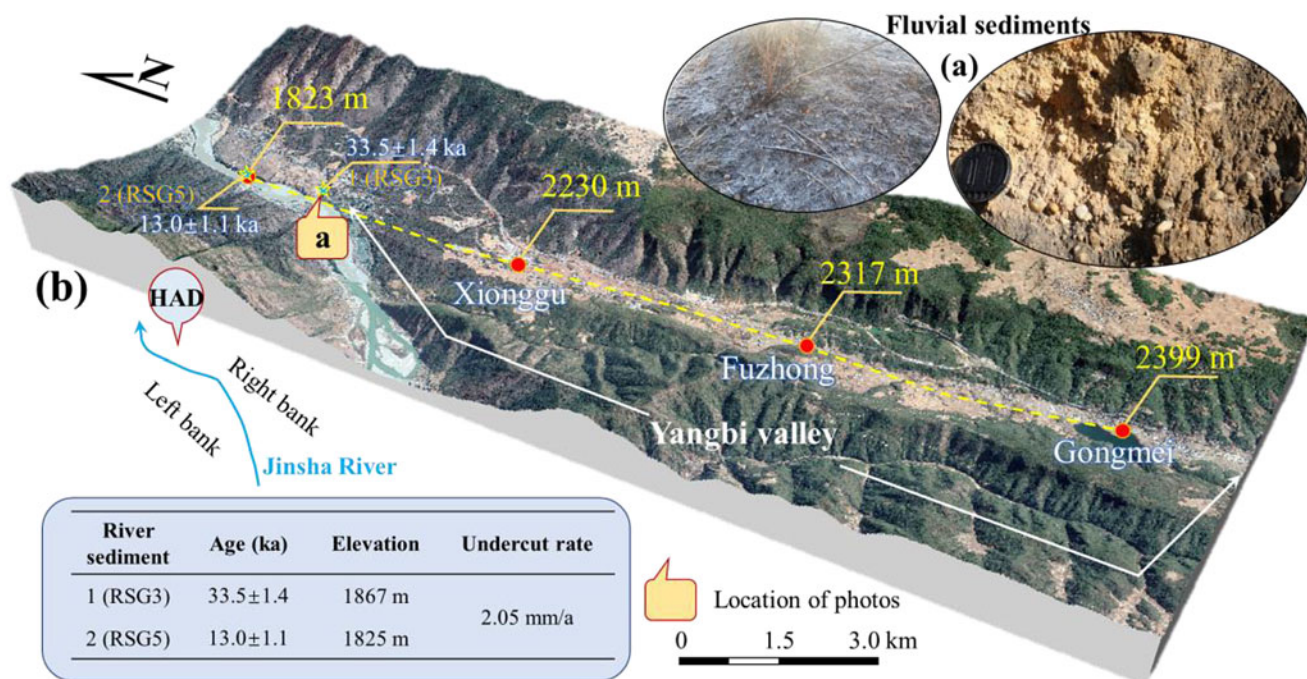 Fluvial sediments
(a)
N
1823 m
33.5±1.4 ka
1 (RSG3)
2 (RSG5)
13.0±1.1 ka
a
2230 m
Xionggu
2317 m
Fuzhong
2399 m
Gongmei
Yangbi valley
(b)
HAD
Right bank
Left bank
Jinsha River
River sediment Age (ka) Elevation Undercut rate
1 (RSG3) 33.5±1.4 1867 m
2.05 mm/a
2 (RSG5) 13.0±1.1 1825 m
Location of photos
0 1.5 3.0 km